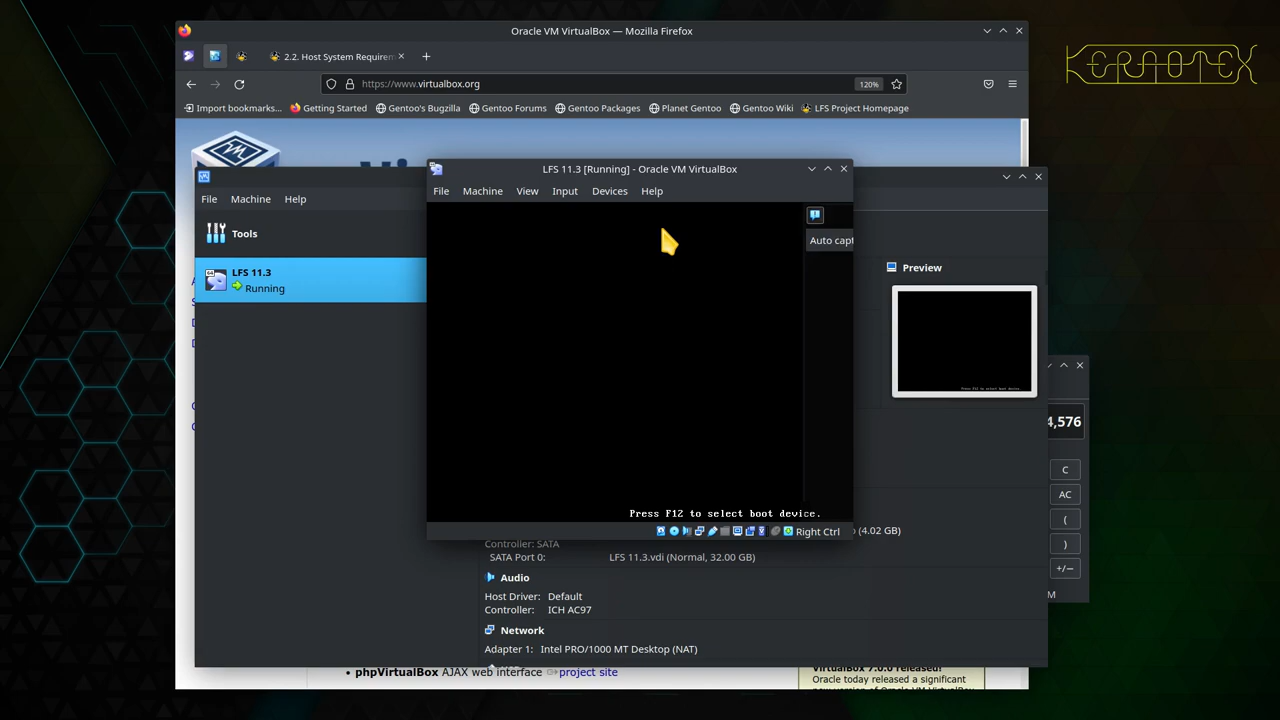 Oracle VM VirtualBox — Mozilla Firefox
KERNOTEX
2.2. Host System Requirem
https://www.virtualbox.org
120%
Import bookmarks...
Getting Started
Gentoo's Bugzilla
Gentoo Forums
Gentoo Packages
Planet Gentoo
Gentoo Wiki
LFS Project Homepage
LFS 11.3 [Running] - Oracle VM VirtualBox
File Machine View Input Devices Help
File Machine Help
Auto capt
Tools
LFS 11.3
Running
Preview
4,576
C
AC
(
)
+/−
M
Press F12 to select boot device.
Right Ctrl
(4.02 GB)
Controller: SATA
SATA Port 0: LFS 11.3.vdi (Normal, 32.00 GB)
Audio
Host Driver: Default
Controller: ICH AC97
Network
Adapter 1: Intel PRO/1000 MT Desktop (NAT)
phpVirtualBox AJAX web interface project site
VirtualBox 7.0.0 released!
Oracle today released a significant